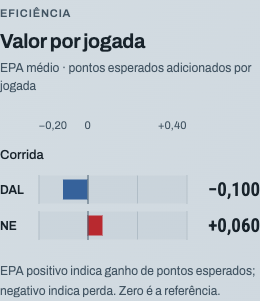 EFICIÊNCIA
Valor por jogada
EPA médio · pontos esperados adicionados por
jogada
−0,20 0 +0,40
Corrida
DAL −0,100
NE +0,060
EPA positivo indica ganho de pontos esperados;
negativo indica perda. Zero é a referência.